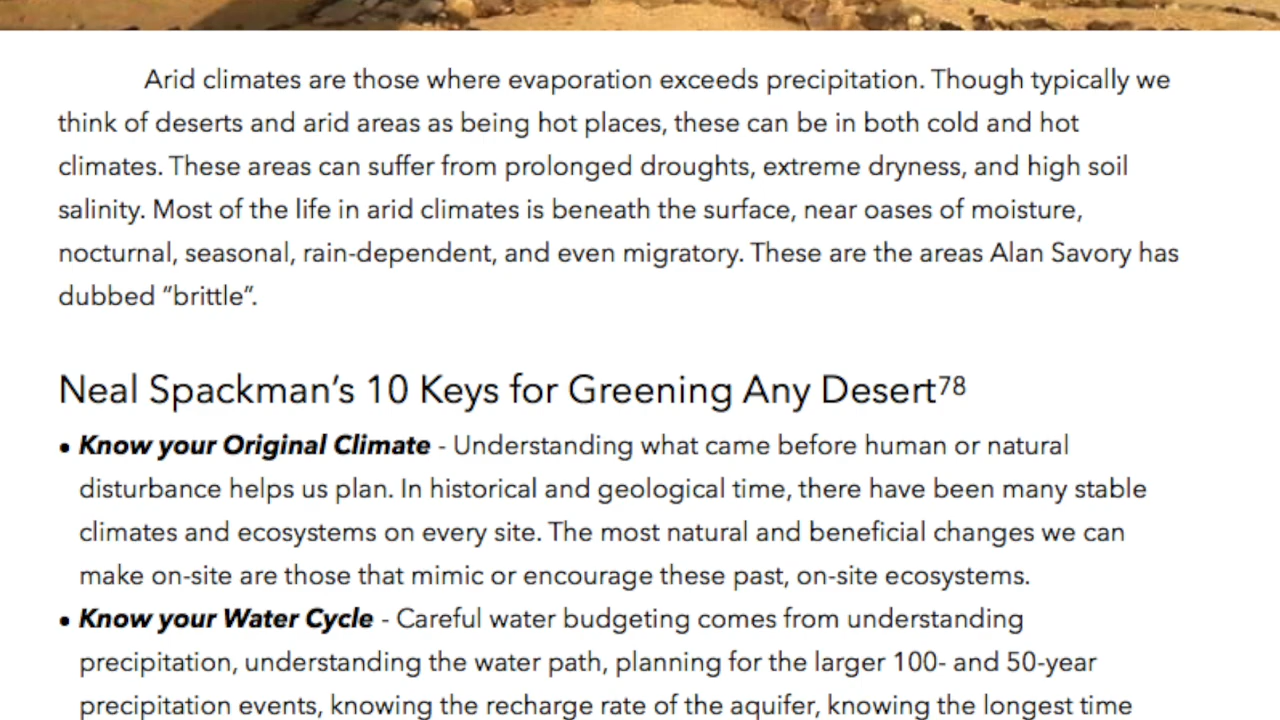 Arid climates are those where evaporation exceeds precipitation. Though typically we
think of deserts and arid areas as being hot places, these can be in both cold and hot
climates. These areas can suffer from prolonged droughts, extreme dryness, and high soil
salinity. Most of the life in arid climates is beneath the surface, near oases of moisture,
nocturnal, seasonal, rain-dependent, and even migratory. These are the areas Alan Savory has
dubbed “brittle”.
Neal Spackman’s 10 Keys for Greening Any Desert78
• Know your Original Climate - Understanding what came before human or natural
disturbance helps us plan. In historical and geological time, there have been many stable
climates and ecosystems on every site. The most natural and beneficial changes we can
make on-site are those that mimic or encourage these past, on-site ecosystems.
• Know your Water Cycle - Careful water budgeting comes from understanding
precipitation, understanding the water path, planning for the larger 100- and 50-year
precipitation events, knowing the recharge rate of the aquifer, knowing the longest time